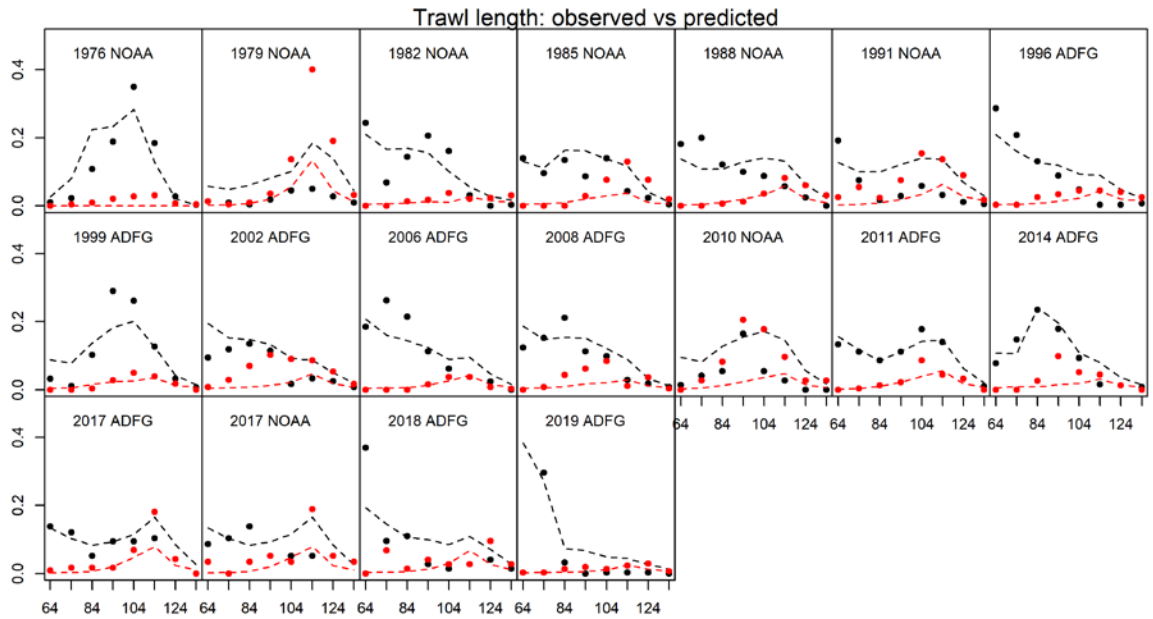 Trawl length: observed vs predicted
1976 NOAA 1979 NOAA 1982 NOAA 1985 NOAA 1988 NOAA 1991 NOAA 1996 ADFG
0.4
0.2
0.0
1999 ADFG 2002 ADFG 2006 ADFG 2008 ADFG 2010 NOAA 2011 ADFG 2014 ADFG
0.4
0.2
0.0
64 84 104 124 64 84 104 124 64 84 104 124
2017 ADFG 2017 NOAA 2018 ADFG 2019 ADFG
0.4
0.2
0.0
64 84 104 124 64 84 104 124 64 84 104 124 64 84 104 124